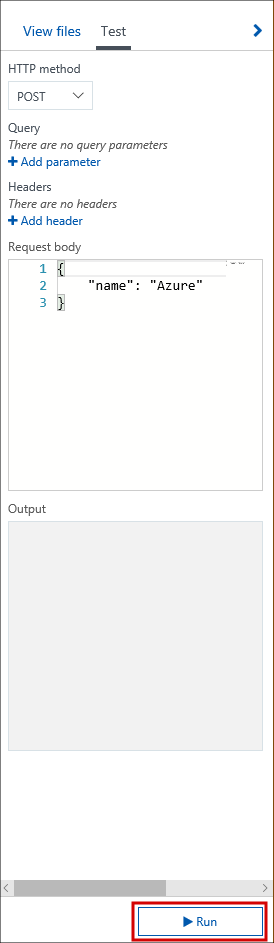 View files Test
HTTP method
POST
Query
There are no query parameters
+ Add parameter
Headers
There are no headers
+ Add header
Request body
1 {
2 "name": "Azure"
3 }
Output
Run